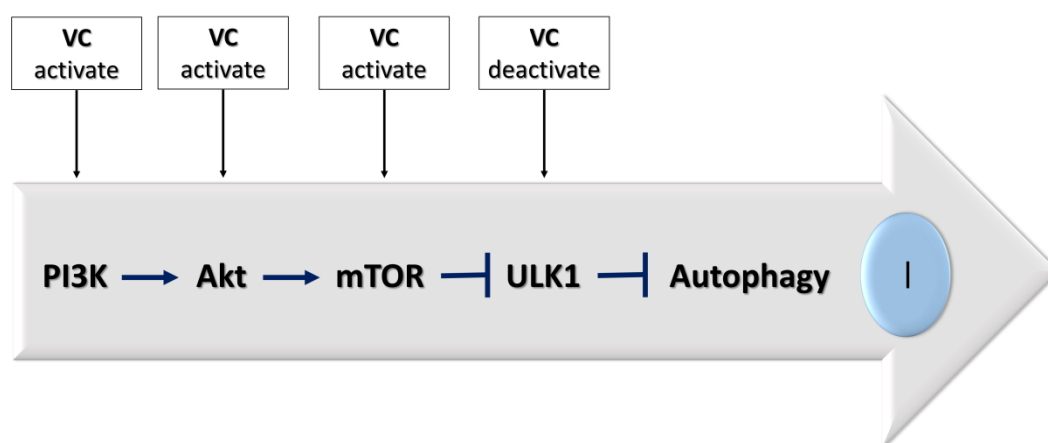 VC
activate
VC
activate
VC
activate
VC
deactivate
PI3K Akt mTOR ULK1 Autophagy I